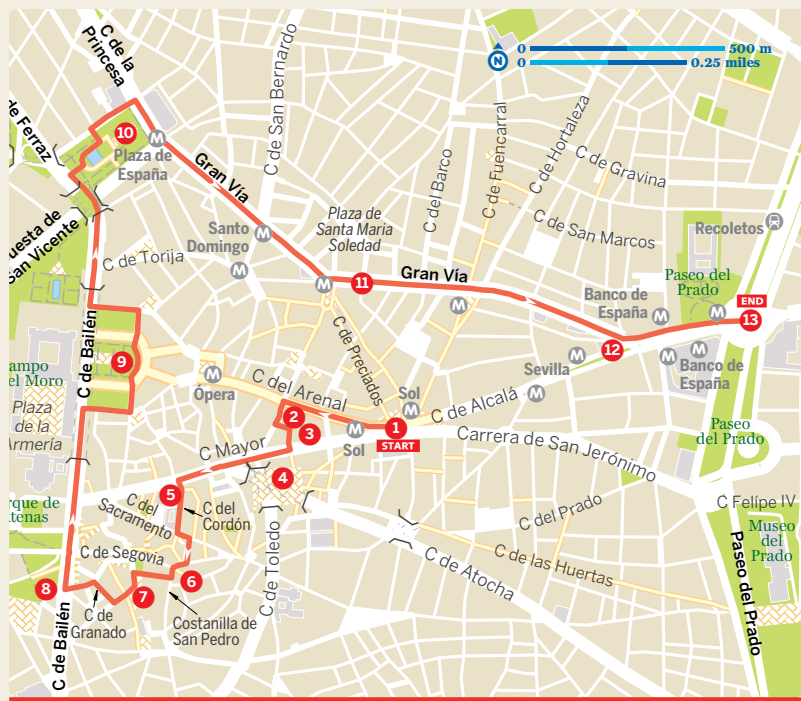 C de la
Princesa
de Ferraz
C de San Bernardo
N
0 500 m
0 0.25 miles
C de Fuencarral
C de Hortaleza
C de Gravina
C del Barco
10
M
Plaza de
España
Gran Vía
uesta de
San Vicente
Santo
Domingo
M
Plaza de
Santa Maria
Soledad
C de San Marcos
Recoletos
C de Torija
M
M
11
Gran Vía
M
Paseo del
Prado
Banco de
España
M
M
END
13
C de Bailén
9
C de Preciados
12
Sevilla
M
M
M
Banco de
España
ampo
el Moro
Plaza
de la
Armería
M
Ópera
C del Arenal
Sol
M
C de Alcalá
M
2
3
M
Sol
1
START
C Mayor
Carrera de San Jerónimo
Paseo
del Prado
4
5
C del
Sacramento
C del
Cordón
arque de
tenas
C Felipe IV
C del Prado
C de Segovia
C de Toledo
C de Atocha
C de las Huertas
Museo
del
Prado
8
C de
Granado
7
6
Costanilla de
San Pedro
C de Bailén
Paseo del Prado